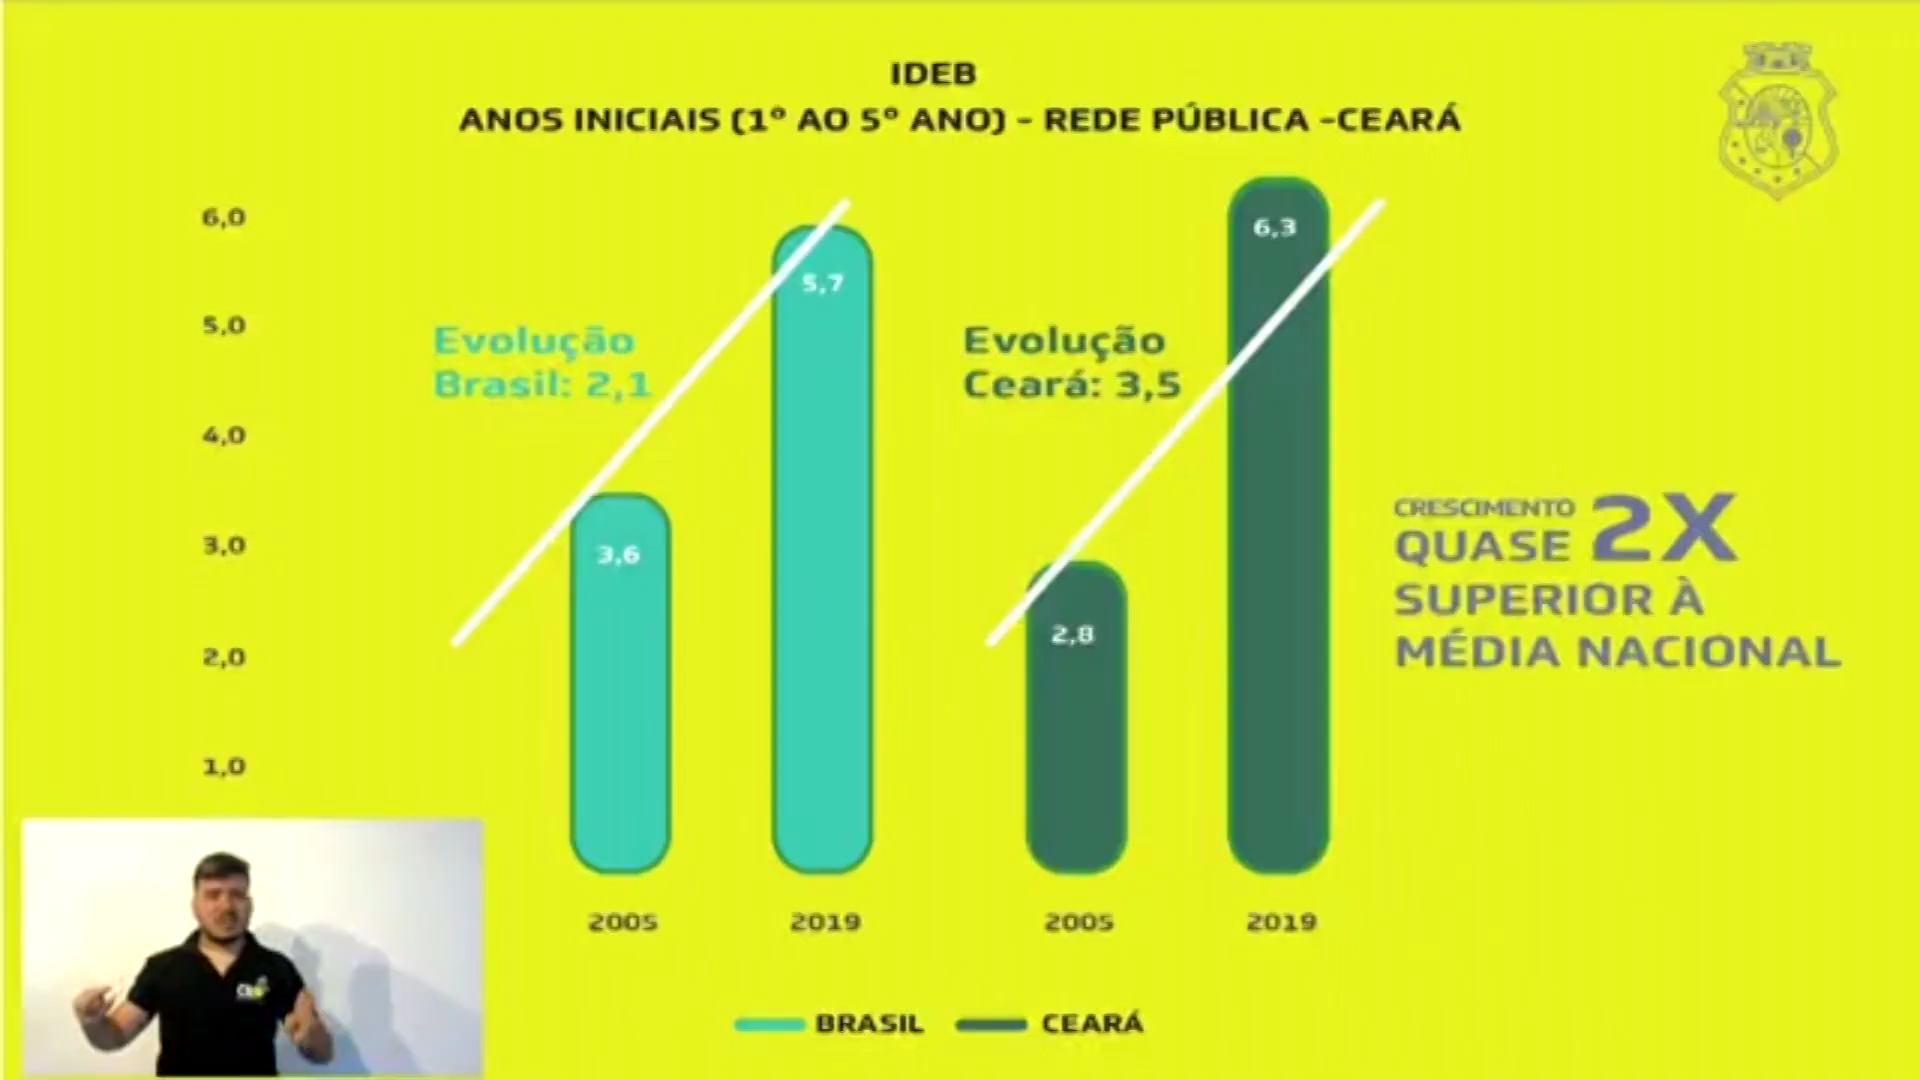 IDEB
ANOS INICIAIS (1º AO 5º ANO) - REDE PÚBLICA -CEARÁ
6,0
5,0
4,0
3,0
2,0
1,0
Evolução
Brasil: 2,1
3,6
5,7
Evolução
Ceará: 3,5
2,8
6,3
CRESCIMENTO
QUASE 2X
SUPERIOR À
MÉDIA NACIONAL
2005
2019
2005
2019
BRASIL
CEARÁ